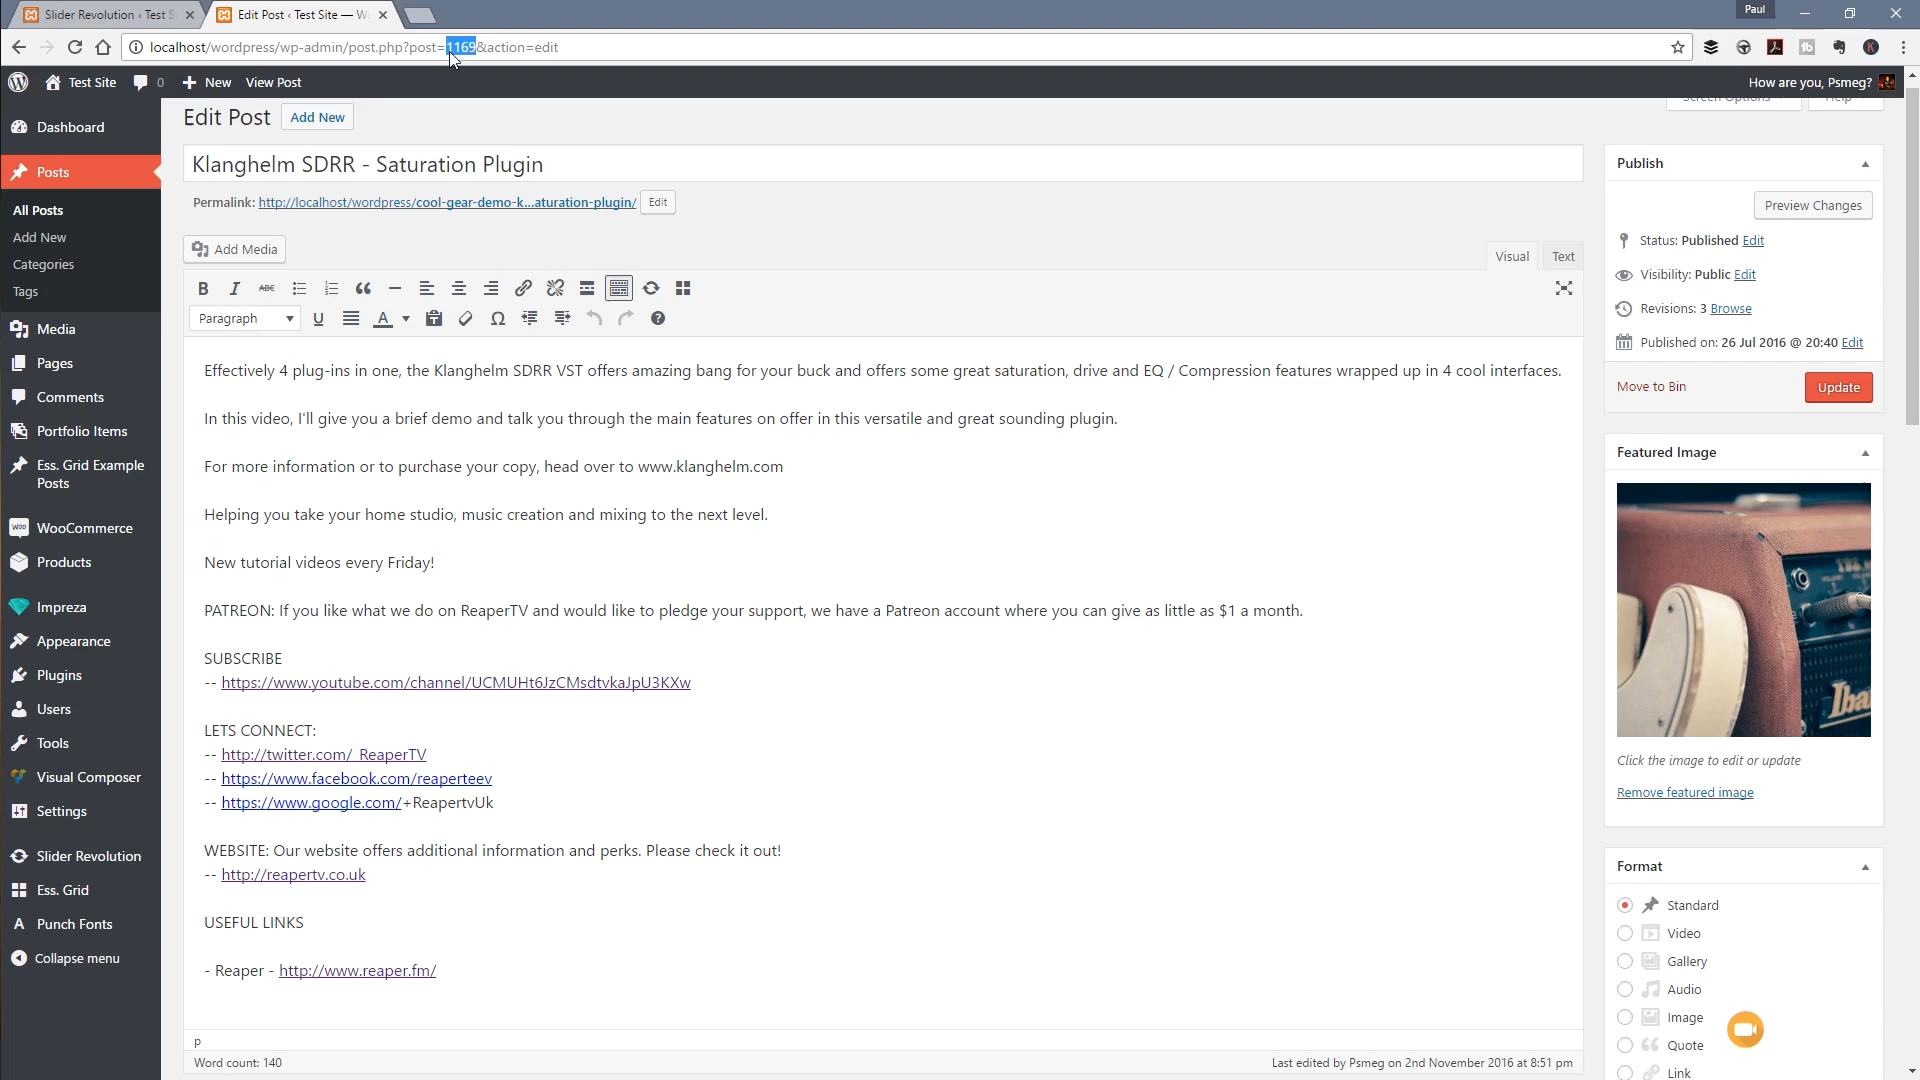 Slider Revolution ‹ Test S
Edit Post ‹ Test Site — W
Paul
localhost/wordpress/wp-admin/post.php?post=1169&action=edit
Test Site
0
New
View Post
How are you, Psmeg?
Edit Post
Add New
Screen Options
Help
Dashboard
Posts
All Posts
Add New
Categories
Tags
Media
Pages
Comments
Portfolio Items
Ess. Grid Example
Posts
WooCommerce
Products
Impreza
Appearance
Plugins
Users
Tools
Visual Composer
Settings
Slider Revolution
Ess. Grid
Punch Fonts
Collapse menu
Klanghelm SDRR - Saturation Plugin
Permalink: http://localhost/wordpress/cool-gear-demo-k...aturation-plugin/ Edit
Add Media
Visual
Text
B I ABC
Paragraph
Effectively 4 plug-ins in one, the Klanghelm SDRR VST offers amazing bang for your buck and offers some great saturation, drive and EQ / Compression features wrapped up in 4 cool interfaces.
In this video, I'll give you a brief demo and talk you through the main features on offer in this versatile and great sounding plugin.
For more information or to purchase your copy, head over to www.klanghelm.com
Helping you take your home studio, music creation and mixing to the next level.
New tutorial videos every Friday!
PATREON: If you like what we do on ReaperTV and would like to pledge your support, we have a Patreon account where you can give as little as $1 a month.
SUBSCRIBE
-- https://www.youtube.com/channel/UCMUHt6JzCMsdtvkaJpU3KXw
LETS CONNECT:
-- http://twitter.com/_ReaperTV
-- https://www.facebook.com/reaperteev
-- https://www.google.com/+ReapertvUk
WEBSITE: Our website offers additional information and perks. Please check it out!
-- http://reapertv.co.uk
USEFUL LINKS
- Reaper - http://www.reaper.fm/
p
Word count: 140
Last edited by Psmeg on 2nd November 2016 at 8:51 pm
Publish
Preview Changes
Status: Published Edit
Visibility: Public Edit
Revisions: 3 Browse
Published on: 26 Jul 2016 @ 20:40 Edit
Move to Bin
Update
Featured Image
Click the image to edit or update
Remove featured image
Format
Standard
Video
Gallery
Audio
Image
Quote
Link